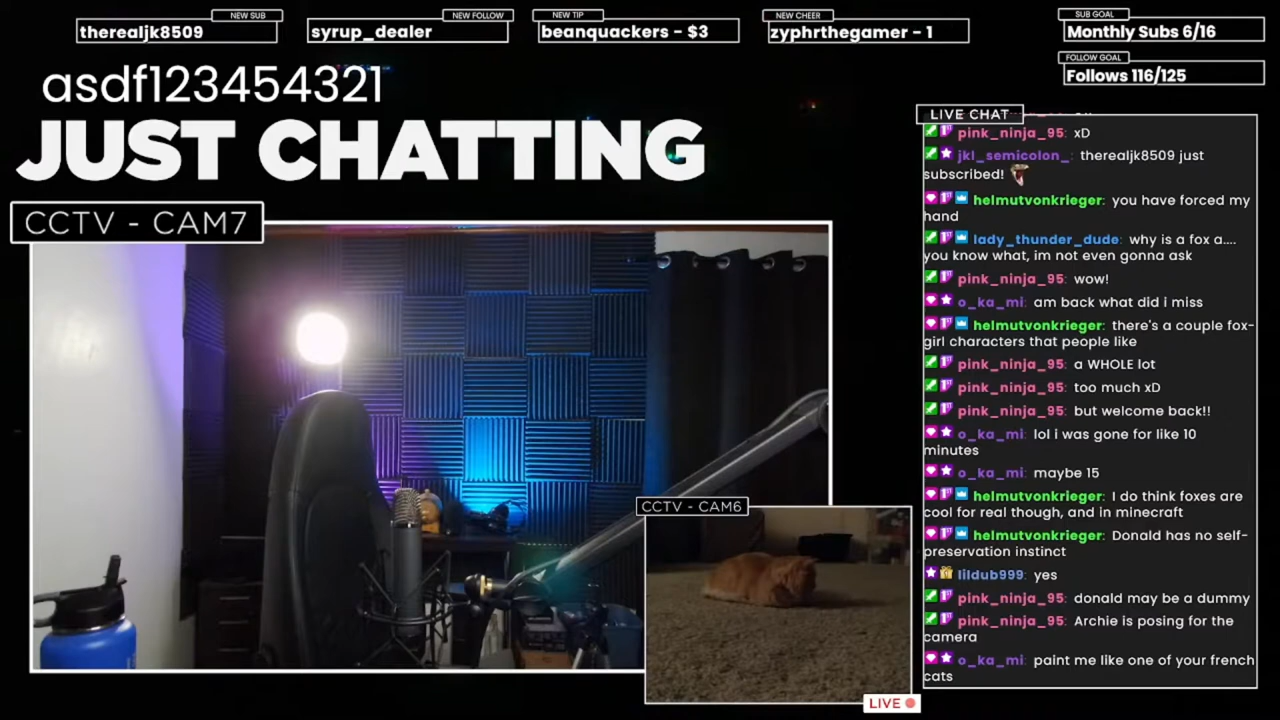 NEW SUB
therealjk8509
NEW FOLLOW
syrup_dealer
NEW TIP
beanquackers - $3
NEW CHEER
zyphrthegamer - 1
SUB GOAL
Monthly Subs 6/16
FOLLOW GOAL
Follows 116/125
asdf123454321
JUST CHATTING
CCTV - CAM7
CCTV - CAM6
LIVE
LIVE CHAT
pink_ninja_95: xD
jkl_semicolon_: therealjk8509 just
subscribed!
helmutvonkrieger: you have forced my
hand
lady_thunder_dude: why is a fox a....
you know what, im not even gonna ask
pink_ninja_95: wow!
o_ka_mi: am back what did i miss
helmutvonkrieger: there's a couple fox-
girl characters that people like
pink_ninja_95: a WHOLE lot
pink_ninja_95: too much xD
pink_ninja_95: but welcome back!!
o_ka_mi: lol i was gone for like 10
minutes
o_ka_mi: maybe 15
helmutvonkrieger: I do think foxes are
cool for real though, and in minecraft
helmutvonkrieger: Donald has no self-
preservation instinct
lildub999: yes
pink_ninja_95: donald may be a dummy
pink_ninja_95: Archie is posing for the
camera
o_ka_mi: paint me like one of your french
cats